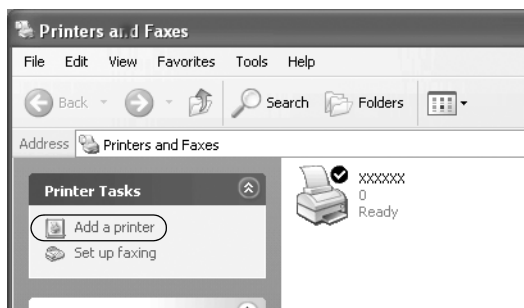 Printers and Faxes
File Edit View Favorites Tools Help
Back Search Folders
Address Printers and Faxes
Printer Tasks
Add a printer
Set up faxing
xxxxxx
0
Ready